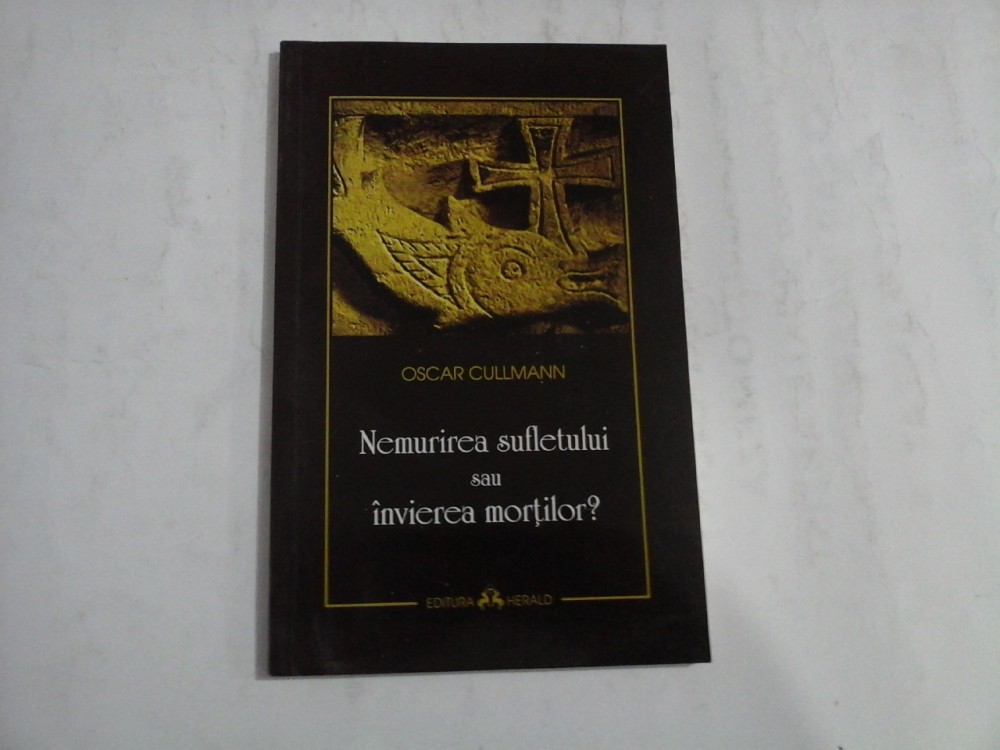 OSCAR CULLMANN
Nemurirea sufletului
sau
învierea morților?
EDITURA HERALD